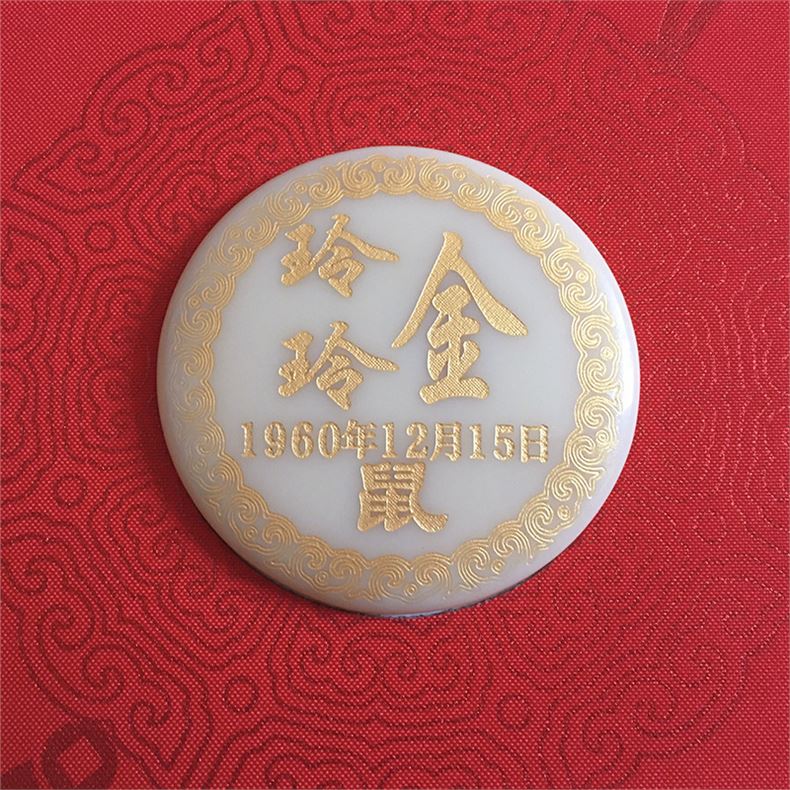 金
玲玲
1960年12月15日
鼠